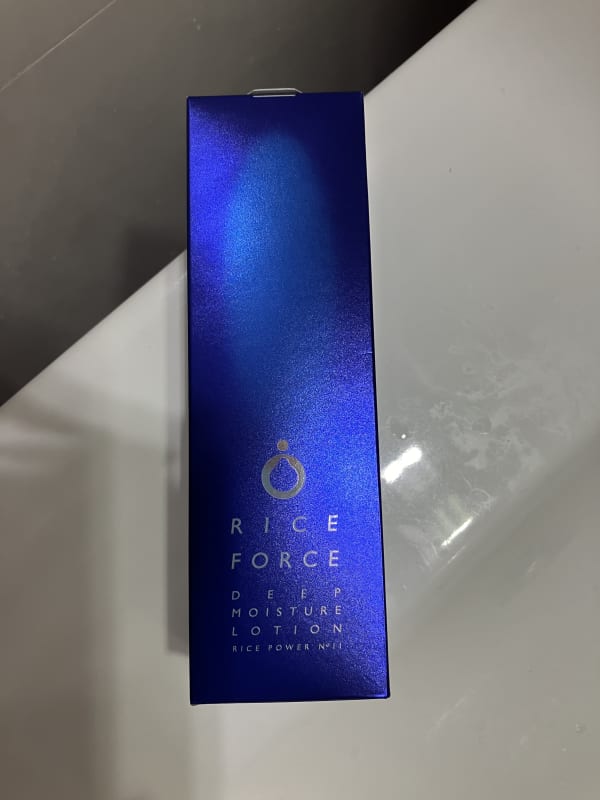 RICE
FORCE
DEEP
MOISTURE
LOTION
RICE POWER Nº11